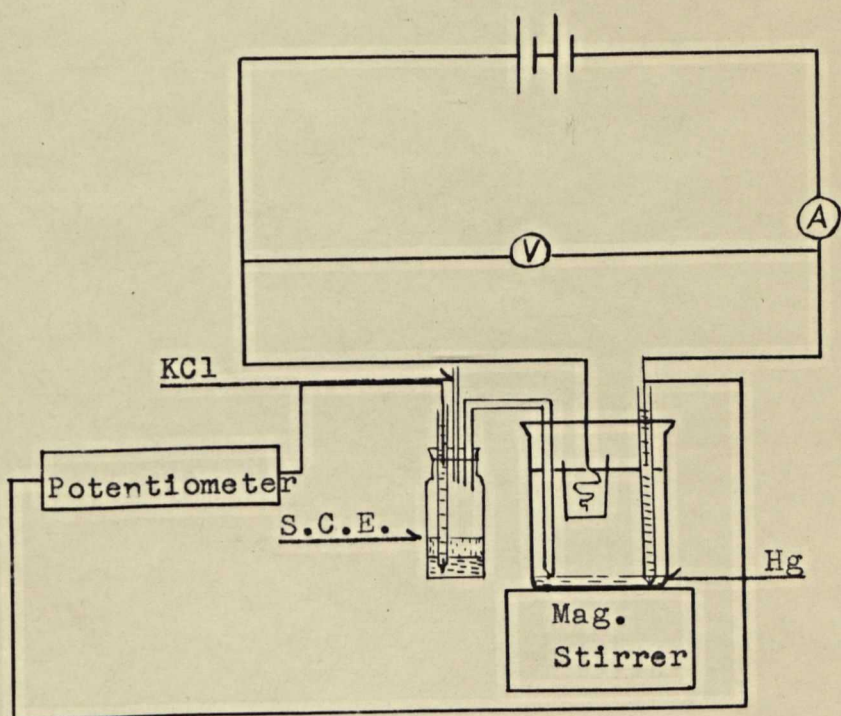 A
V
KCl
Potentiometer
S.C.E.
Hg
Mag.
Stirrer